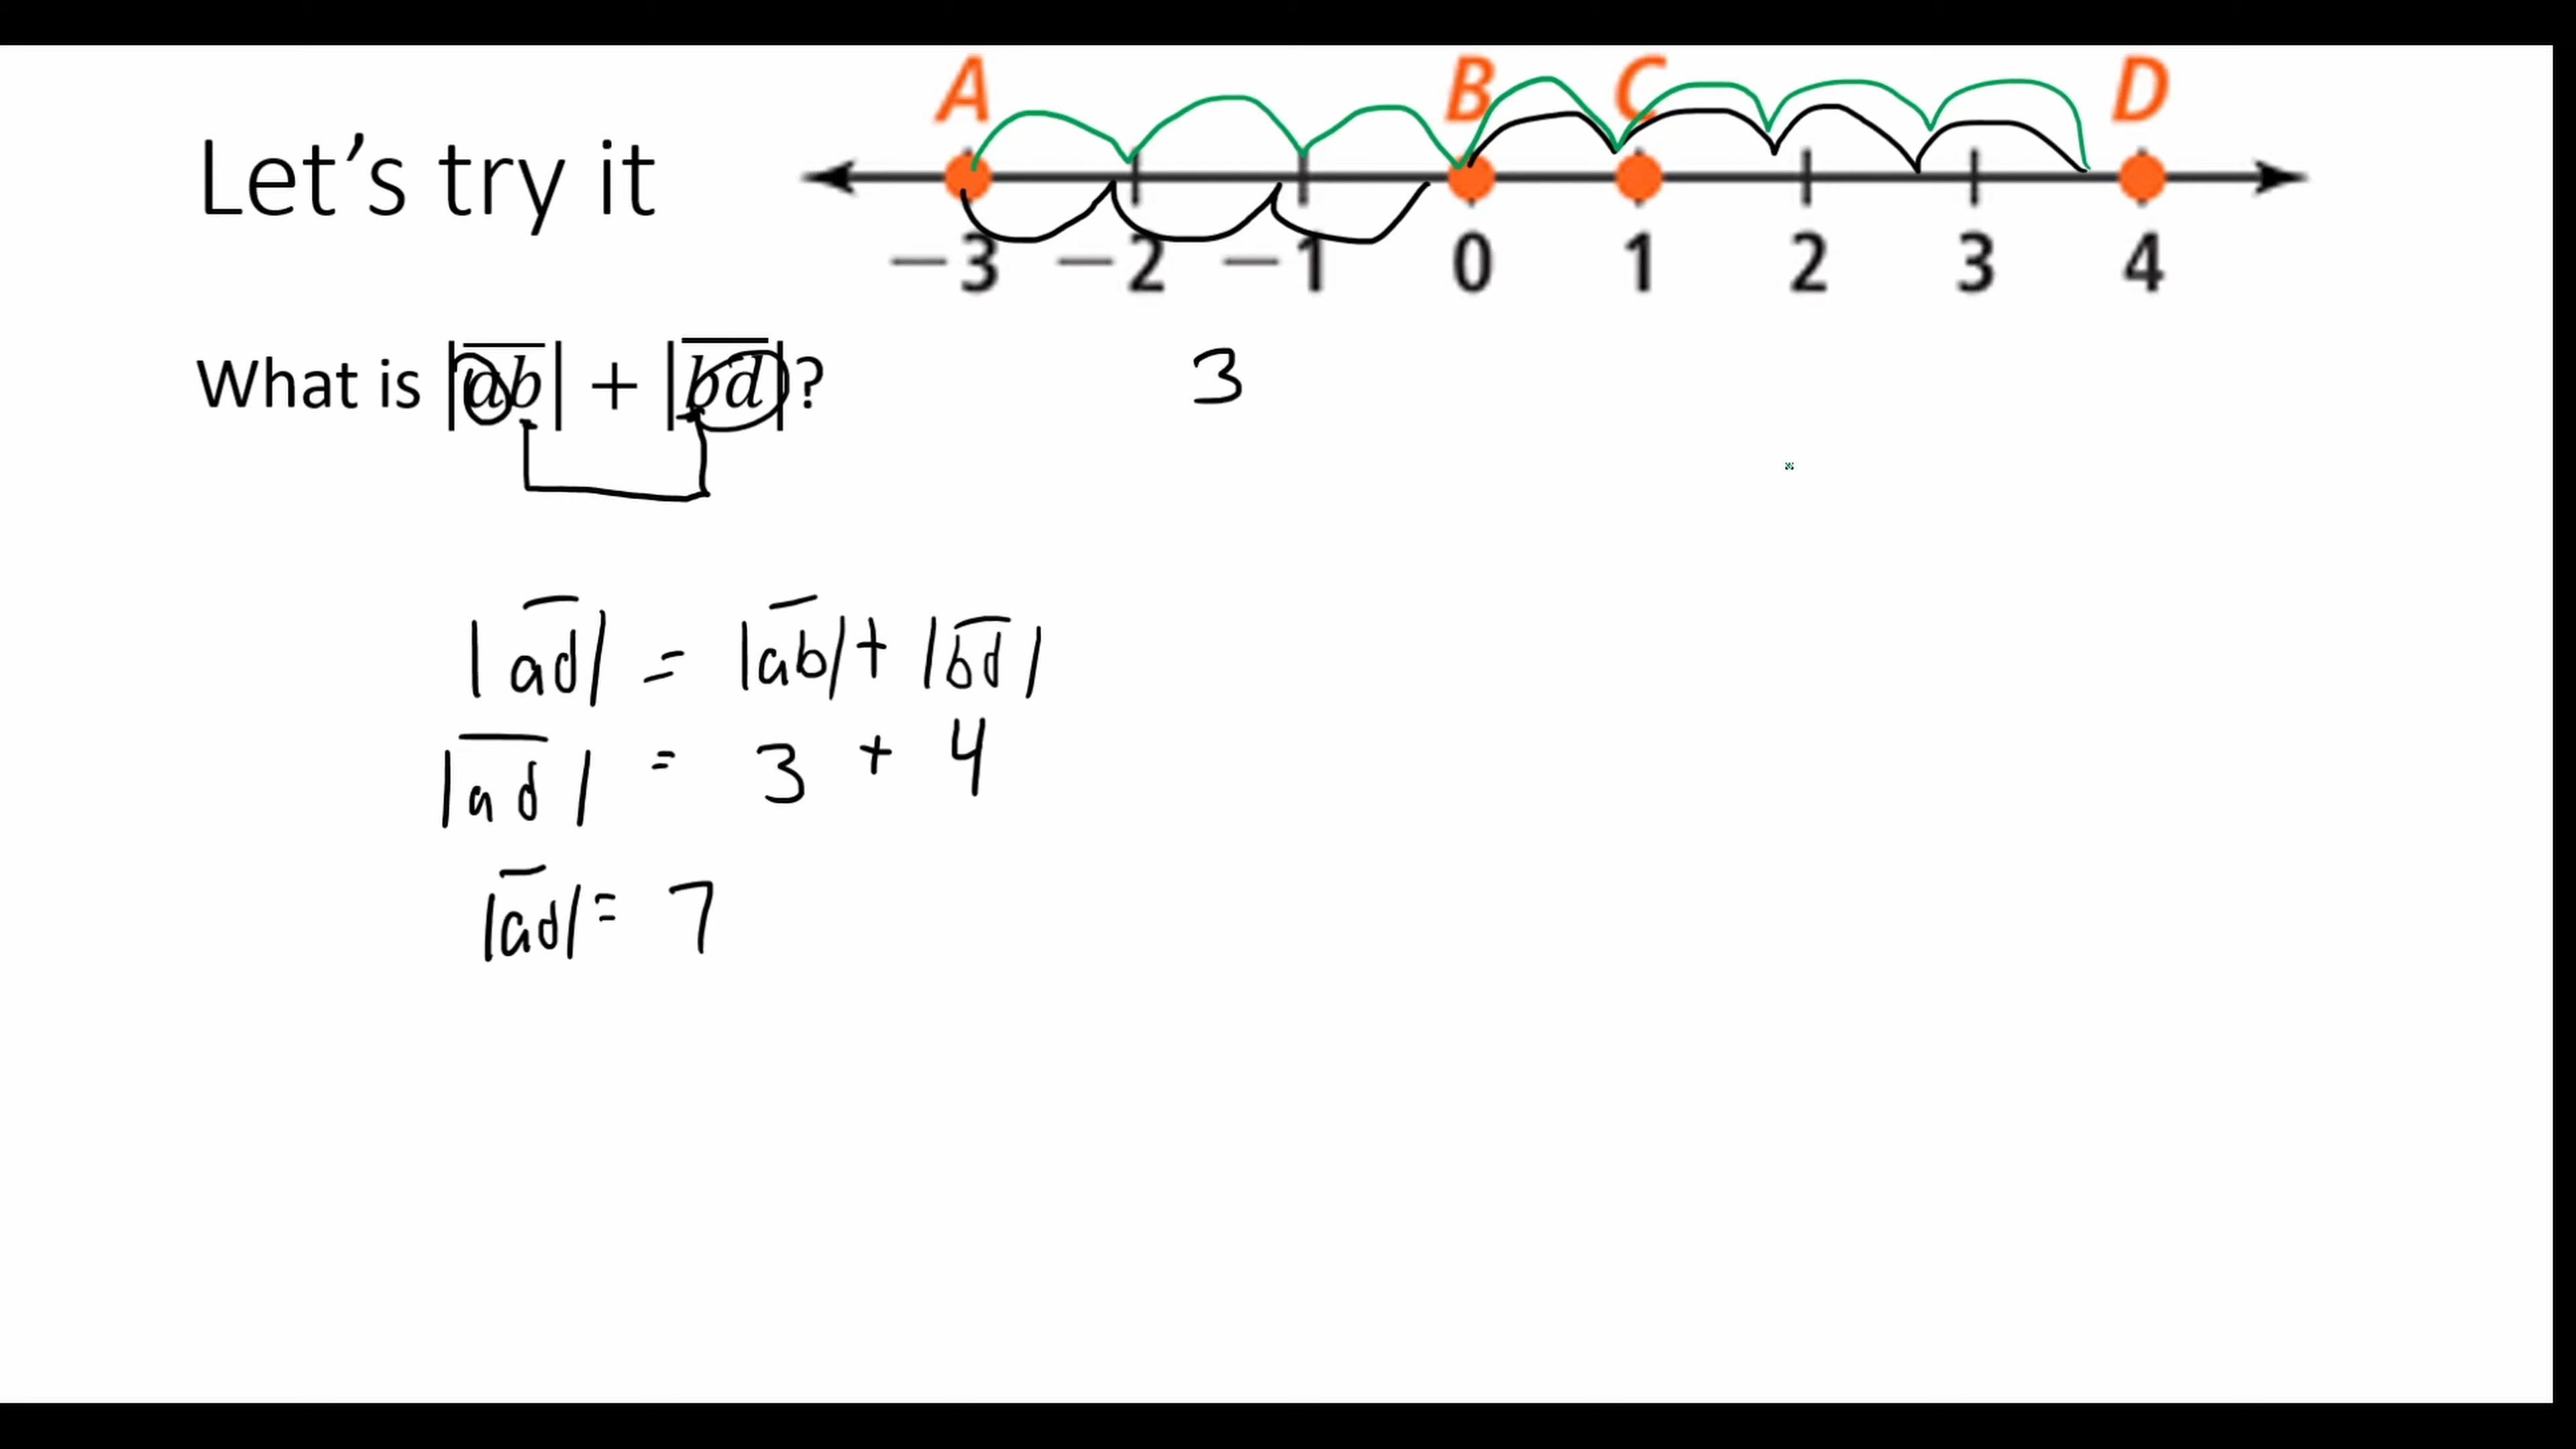 A B C D
Let’s try it
−3 −2 −1 0 1 2 3 4
What is |ab| + |bd|?
3
|ad| = |ab| + |bd|
|ad| = 3 + 4
|ad| = 7